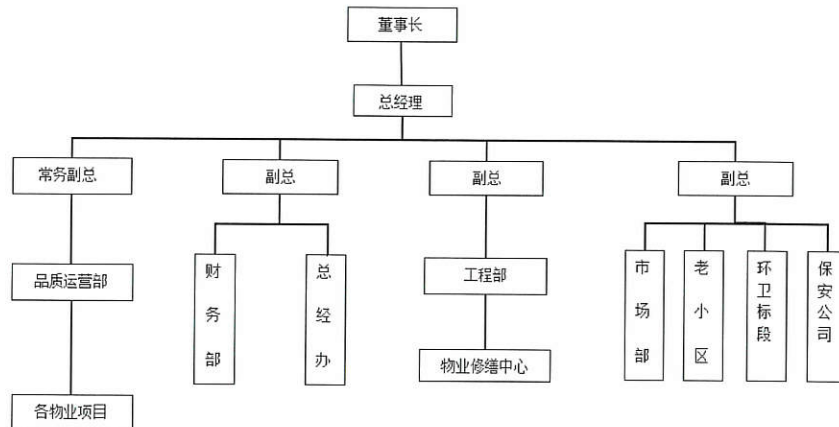 董事长
总经理
常务副总
副总
副总
副总
品质运营部
财务部
总经办
工程部
市场部
老小区
环卫标段
保安公司
物业修缮中心
各物业项目